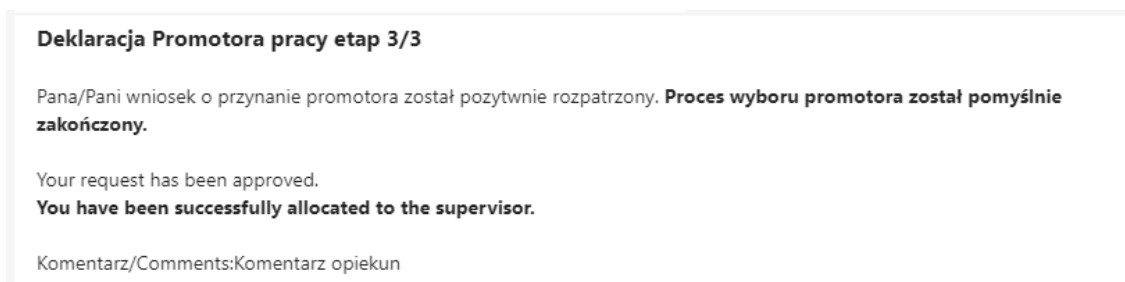 Deklaracja Promotora pracy etap 3/3
Pana/Pani wniosek o przynanie promotora został pozytwnie rozpatrzony. Proces wyboru promotora został pomyślnie
zakończony.
Your request has been approved.
You have been successfully allocated to the supervisor.
Komentarz/Comments:Komentarz opiekun